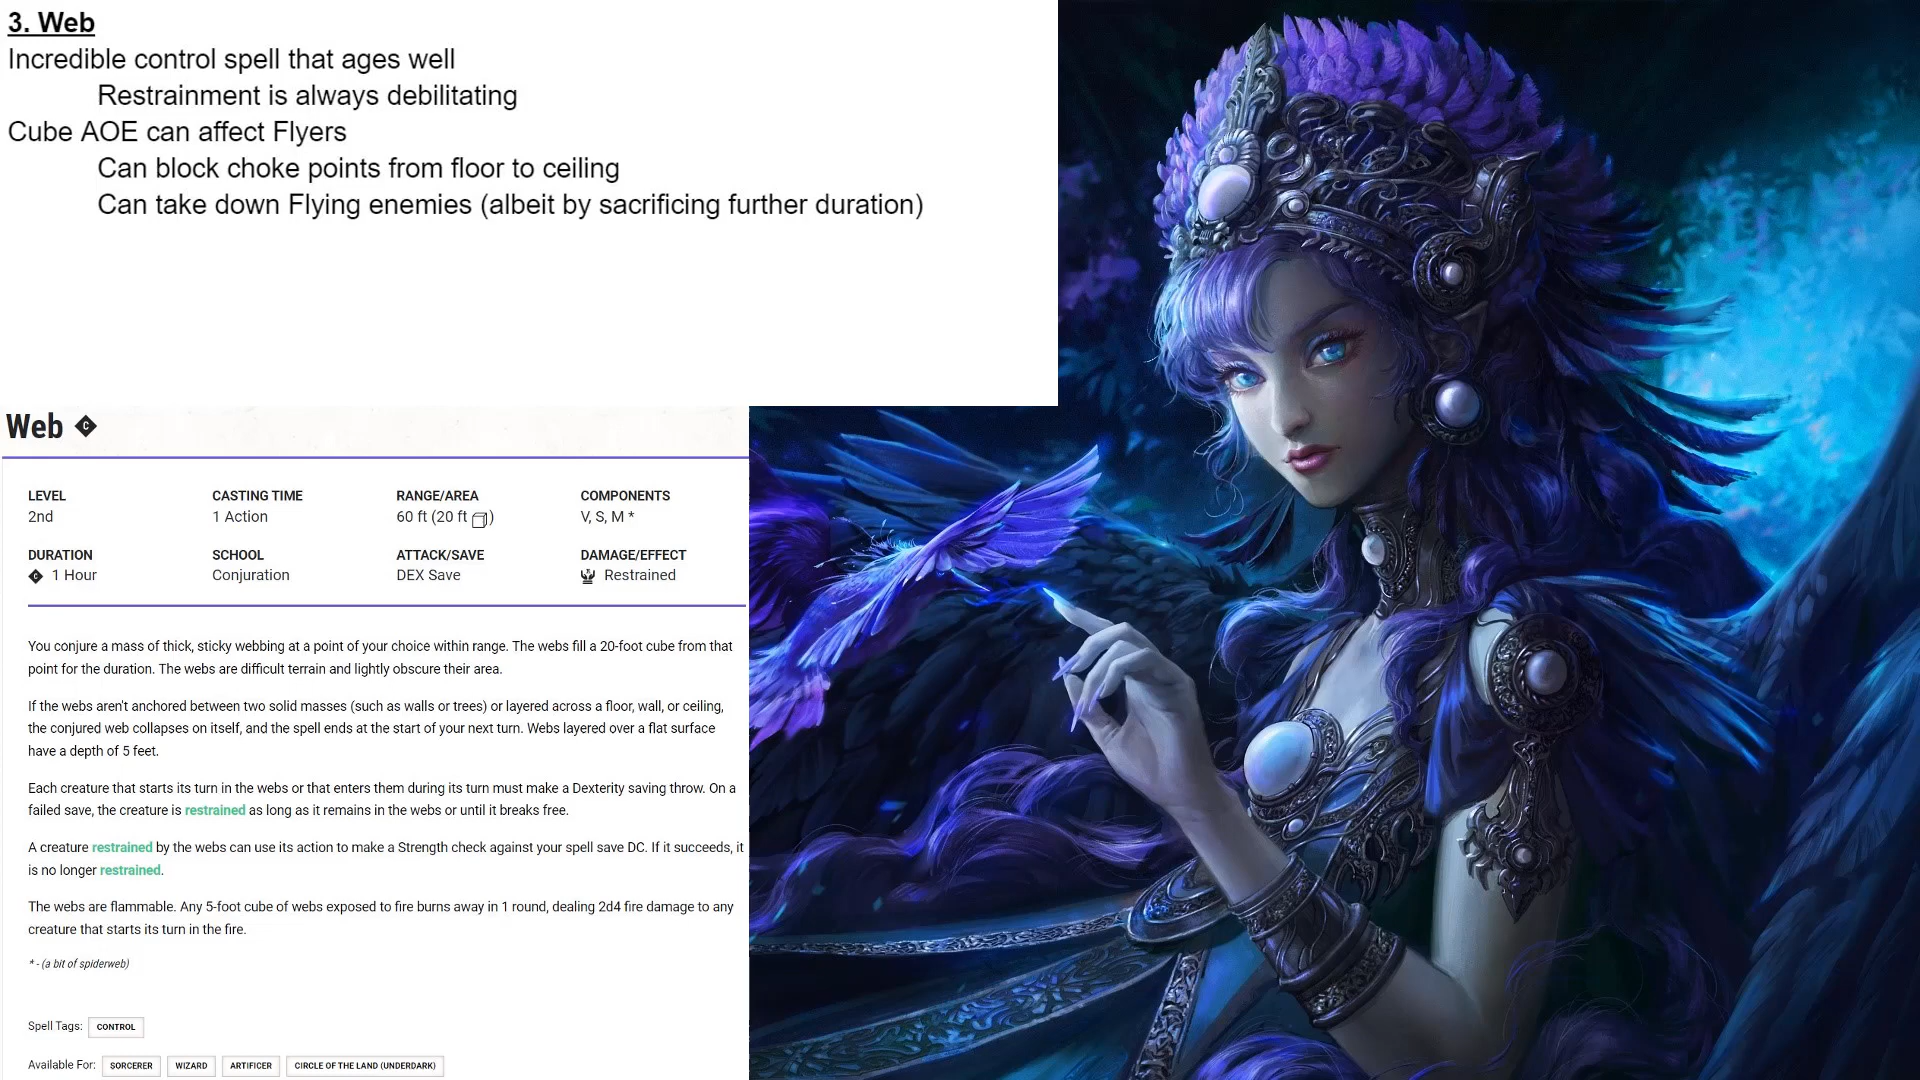 3. Web
Incredible control spell that ages well
Restrainment is always debilitating
Cube AOE can affect Flyers
Can block choke points from floor to ceiling
Can take down Flying enemies (albeit by sacrificing further duration)
Web C
LEVEL
2nd
CASTING TIME
1 Action
RANGE/AREA
60 ft (20 ft )
COMPONENTS
V, S, M *
DURATION
C 1 Hour
SCHOOL
Conjuration
ATTACK/SAVE
DEX Save
DAMAGE/EFFECT
Restrained
You conjure a mass of thick, sticky webbing at a point of your choice within range. The webs fill a 20-foot cube from that
point for the duration. The webs are difficult terrain and lightly obscure their area.
If the webs aren't anchored between two solid masses (such as walls or trees) or layered across a floor, wall, or ceiling,
the conjured web collapses on itself, and the spell ends at the start of your next turn. Webs layered over a flat surface
have a depth of 5 feet.
Each creature that starts its turn in the webs or that enters them during its turn must make a Dexterity saving throw. On a
failed save, the creature is restrained as long as it remains in the webs or until it breaks free.
A creature restrained by the webs can use its action to make a Strength check against your spell save DC. If it succeeds, it
is no longer restrained.
The webs are flammable. Any 5-foot cube of webs exposed to fire burns away in 1 round, dealing 2d4 fire damage to any
creature that starts its turn in the fire.
* - (a bit of spiderweb)
Spell Tags: CONTROL
Available For: SORCERER WIZARD ARTIFICER CIRCLE OF THE LAND (UNDERDARK)